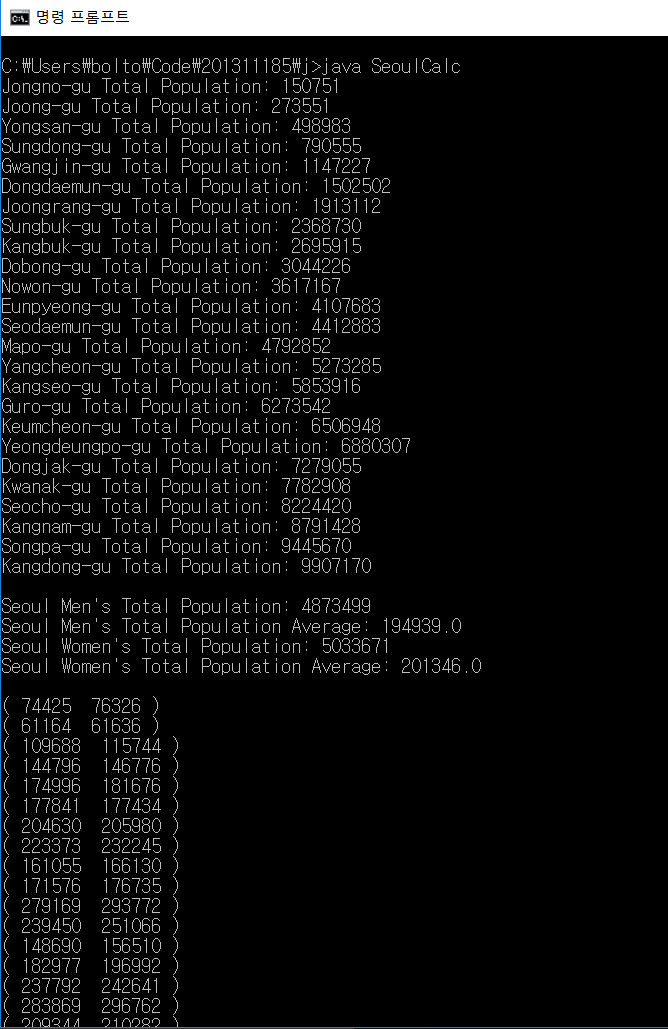 명령 프롬프트
C:\Users\bolto\Code\201311185\j>java SeoulCalc
Jongno-gu Total Population: 150751
Joong-gu Total Population: 273551
Yongsan-gu Total Population: 498983
Sungdong-gu Total Population: 790555
Gwangjin-gu Total Population: 1147227
Dongdaemun-gu Total Population: 1502502
Joongrang-gu Total Population: 1913112
Sungbuk-gu Total Population: 2368730
Kangbuk-gu Total Population: 2695915
Dobong-gu Total Population: 3044226
Nowon-gu Total Population: 3617167
Eunpyeong-gu Total Population: 4107683
Seodaemun-gu Total Population: 4412883
Mapo-gu Total Population: 4792852
Yangcheon-gu Total Population: 5273285
Kangseo-gu Total Population: 5853916
Guro-gu Total Population: 6273542
Keumcheon-gu Total Population: 6506948
Yeongdeungpo-gu Total Population: 6880307
Dongjak-gu Total Population: 7279055
Kwanak-gu Total Population: 7782908
Seocho-gu Total Population: 8224420
Kangnam-gu Total Population: 8791428
Songpa-gu Total Population: 9445670
Kangdong-gu Total Population: 9907170
Seoul Men's Total Population: 4873499
Seoul Men's Total Population Average: 194939.0
Seoul Women's Total Population: 5033671
Seoul Women's Total Population Average: 201346.0
( 74425  76326 )
( 61164  61636 )
( 109688  115744 )
( 144796  146776 )
( 174996  181676 )
( 177841  177434 )
( 204630  205980 )
( 223373  232245 )
( 161055  166130 )
( 171576  176735 )
( 279169  293772 )
( 239450  251066 )
( 148690  156510 )
( 182977  196992 )
( 237792  242641 )
( 283869  296762 )
( 209344  210282 )